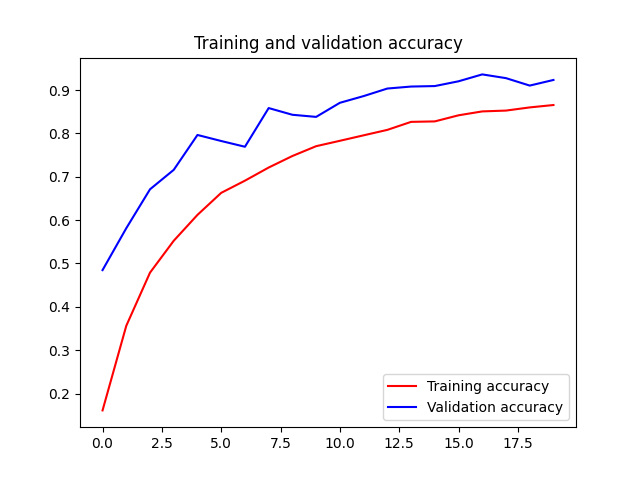 Training and validation accuracy
0.9
0.8
0.7
0.6
0.5
0.4
0.3
0.2
Training accuracy
Validation accuracy
0.0 2.5 5.0 7.5 10.0 12.5 15.0 17.5